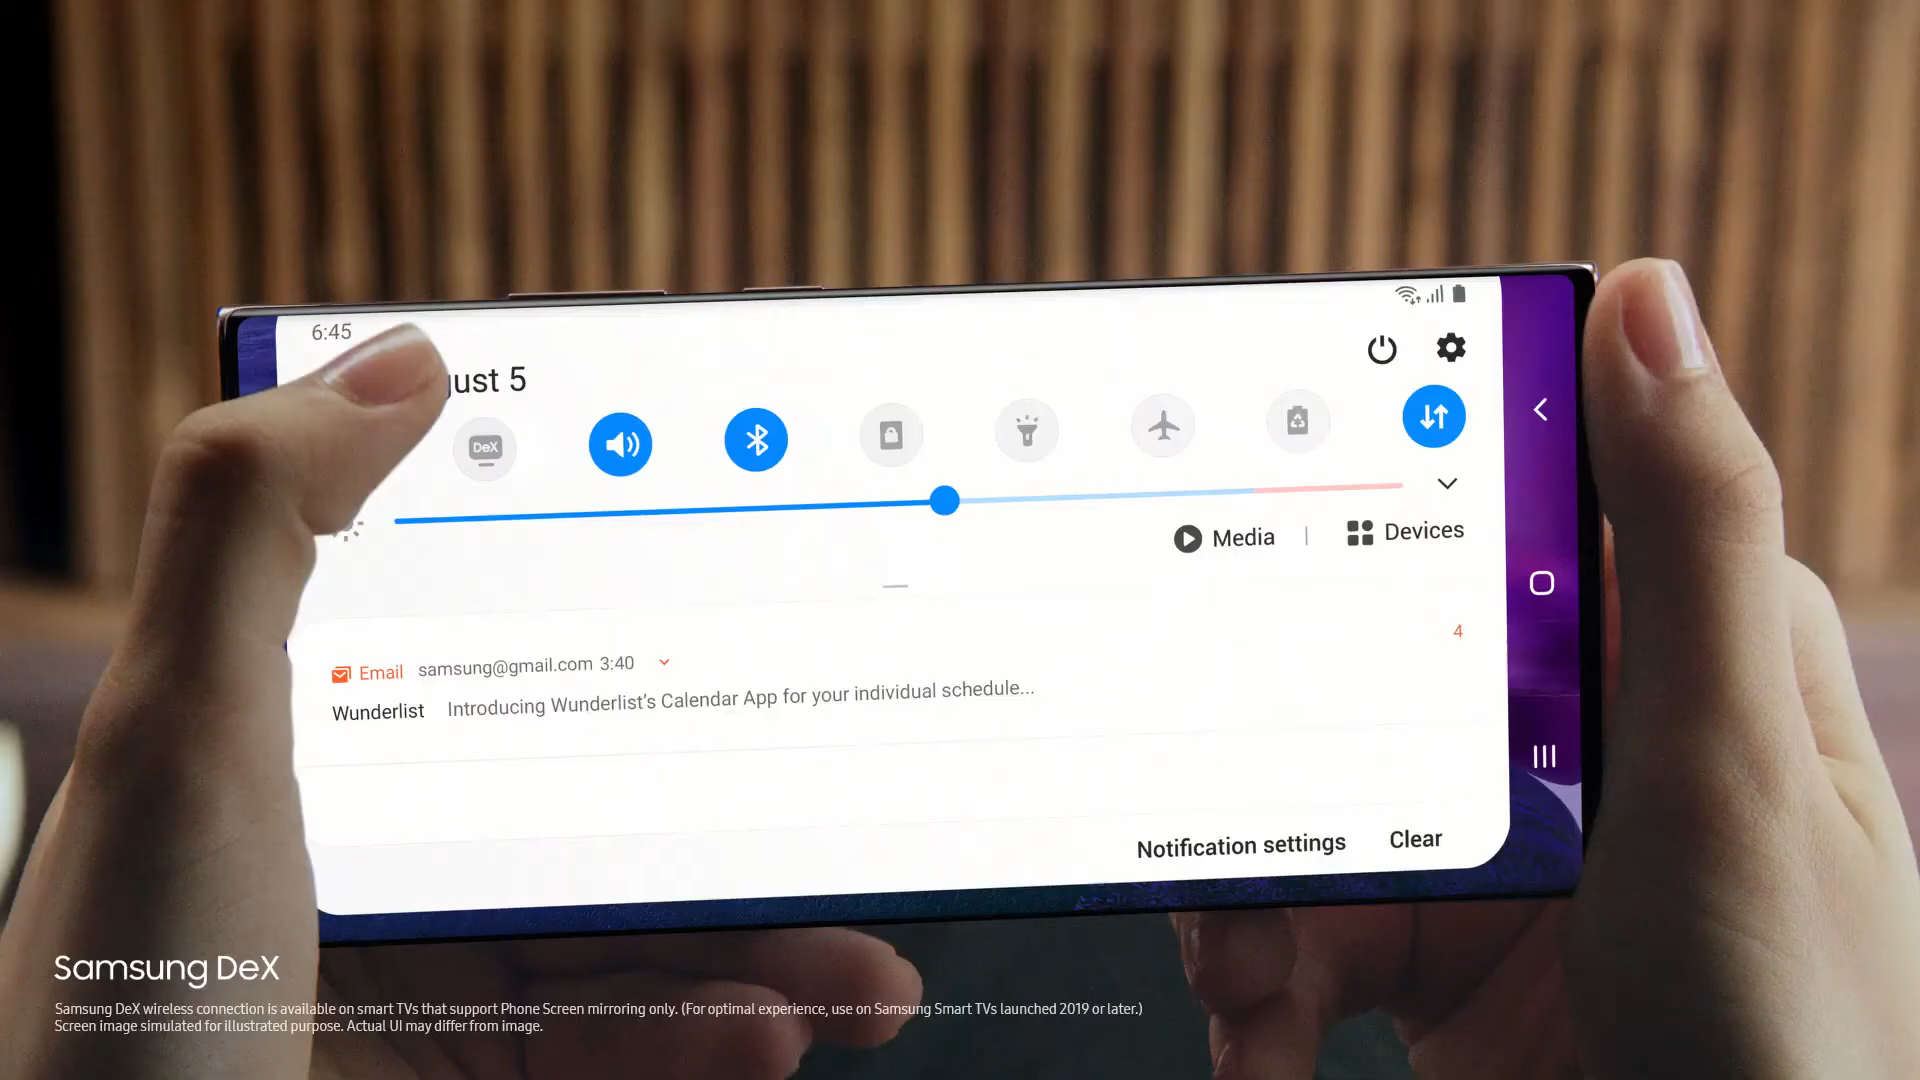 6:45
gust 5
DeX
Media | Devices
4
Email samsung@gmail.com 3:40
Wunderlist Introducing Wunderlist’s Calendar App for your individual schedule...
Notification settings Clear
Samsung DeX
Samsung DeX wireless connection is available on smart TVs that support Phone Screen mirroring only. (For optimal experience, use on Samsung Smart TVs launched 2019 or later.)
Screen image simulated for illustrated purpose. Actual UI may differ from image.